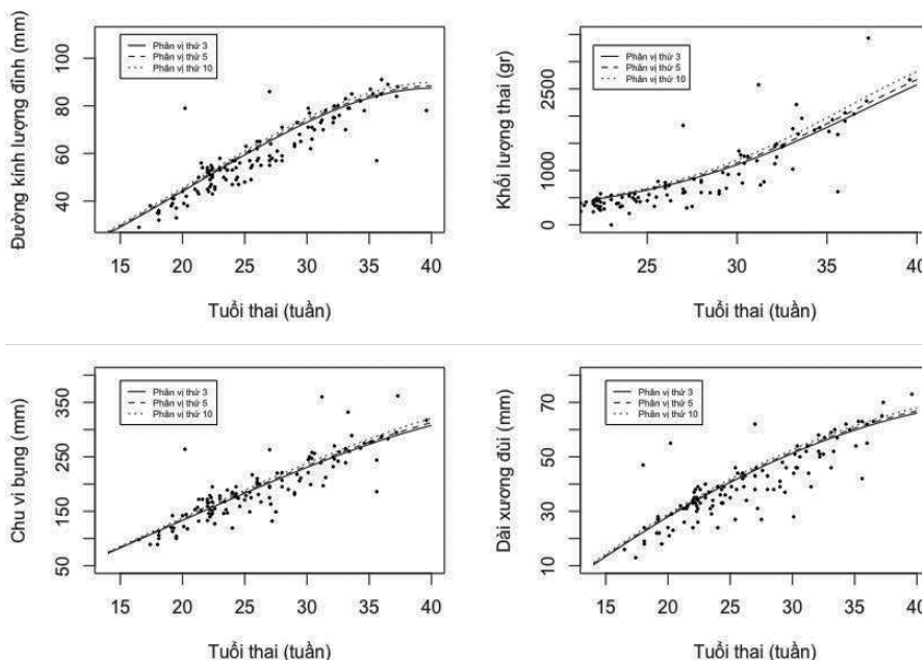 Đường kính lượng đỉnh (mm)
100
80
60
40
Phân vị thứ 3
Phân vị thứ 5
Phân vị thứ 10
15 20 25 30 35 40
Tuổi thai (tuần)
Khối lượng thai (gr)
2500
1000
0
Phân vị thứ 3
Phân vị thứ 5
Phân vị thứ 10
25 30 35 40
Tuổi thai (tuần)
Chu vi bụng (mm)
350
250
150
50
Phân vị thứ 3
Phân vị thứ 5
Phân vị thứ 10
15 20 25 30 35 40
Tuổi thai (tuần)
Dài xương đùi (mm)
70
50
30
10
Phân vị thứ 3
Phân vị thứ 5
Phân vị thứ 10
15 20 25 30 35 40
Tuổi thai (tuần)